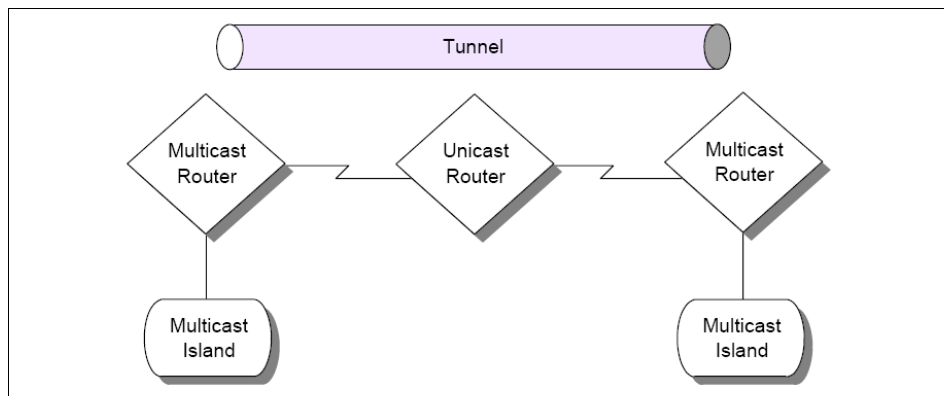 Tunnel
Multicast
Router
Unicast
Router
Multicast
Router
Multicast
Island
Multicast
Island